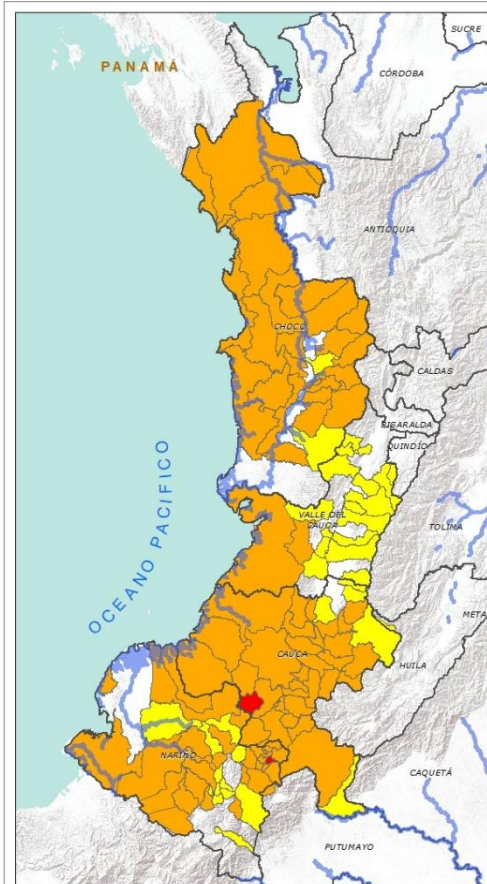 SUCRE
PANAMÁ
CÓRDOBA
ANTIOQUIA
CHOCÓ
CALDAS
RISARALDA
QUINDÍO
OCEANO PACÍFICO
VALLE DEL
CAUCA
TOLIMA
META
CAUCA
HUILA
NARIÑO
CAQUETÁ
PUTUMAYO